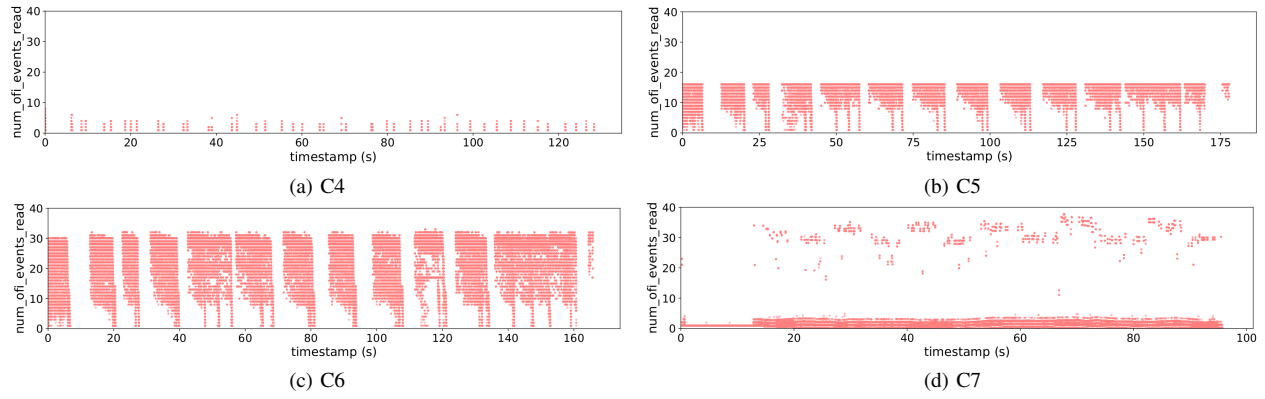 40
30
20
10
0
num_ofi_events_read
0 20 40 60 80 100 120
timestamp (s)
(a) C4
40
30
20
10
0
num_ofi_events_read
0 25 50 75 100 125 150 175
timestamp (s)
(b) C5
40
30
20
10
0
num_ofi_events_read
0 20 40 60 80 100 120 140 160
timestamp (s)
(c) C6
40
30
20
10
0
num_ofi_events_read
0 20 40 60 80 100
timestamp (s)
(d) C7